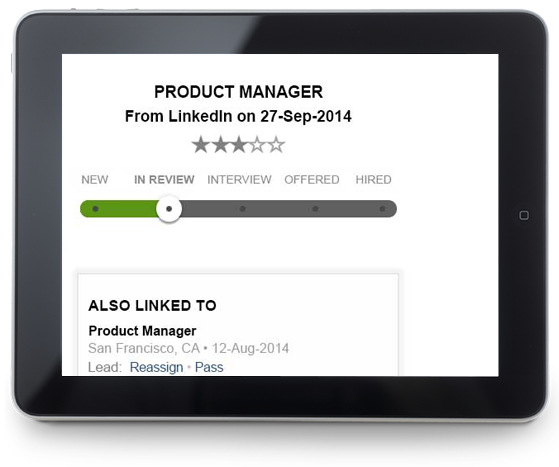 PRODUCT MANAGER
From LinkedIn on 27-Sep-2014
NEW IN REVIEW INTERVIEW OFFERED HIRED
ALSO LINKED TO
Product Manager
San Francisco, CA • 12-Aug-2014
Lead: Reassign • Pass